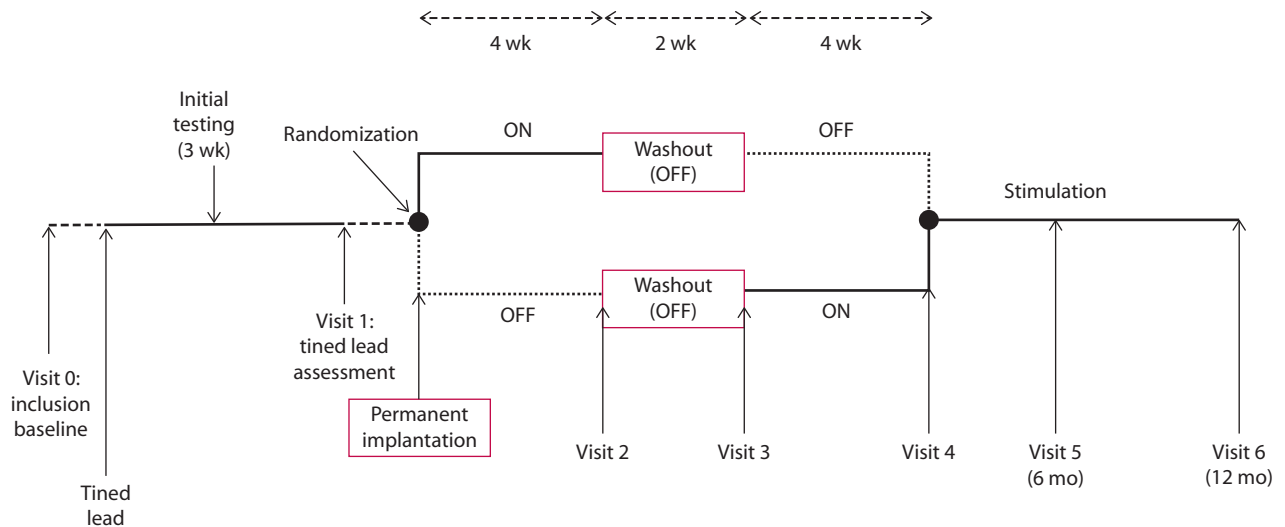 4 wk
2 wk
4 wk
Initial
testing
(3 wk)
Randomization
ON
Washout
(OFF)
OFF
Stimulation
OFF
Washout
(OFF)
ON
Visit 0:
inclusion
baseline
Tined
lead
Visit 1:
tined lead
assessment
Permanent
implantation
Visit 2
Visit 3
Visit 4
Visit 5
(6 mo)
Visit 6
(12 mo)